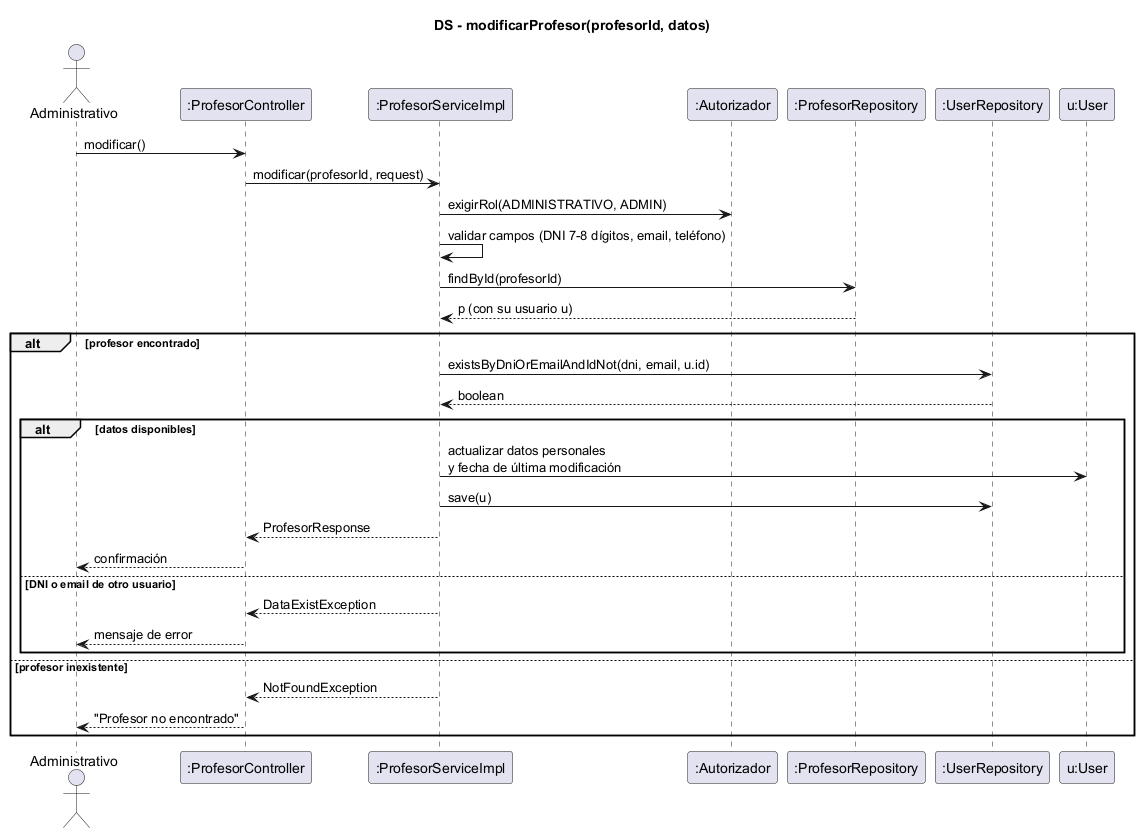 DS - modificarProfesor(profesorId, datos)
Administrativo
:ProfesorController
:ProfesorServiceImpl
:Autorizador
:ProfesorRepository
:UserRepository
u:User
modificar()
modificar(profesorId, request)
exigirRol(ADMINISTRATIVO, ADMIN)
validar campos (DNI 7-8 dígitos, email, teléfono)
findById(profesorId)
p (con su usuario u)
alt
[profesor encontrado]
existsByDniOrEmailAndIdNot(dni, email, u.id)
boolean
alt
[datos disponibles]
actualizar datos personales
y fecha de última modificación
save(u)
ProfesorResponse
confirmación
[DNI o email de otro usuario]
DataExistException
mensaje de error
[profesor inexistente]
NotFoundException
"Profesor no encontrado"
Administrativo
:ProfesorController
:ProfesorServiceImpl
:Autorizador
:ProfesorRepository
:UserRepository
u:User